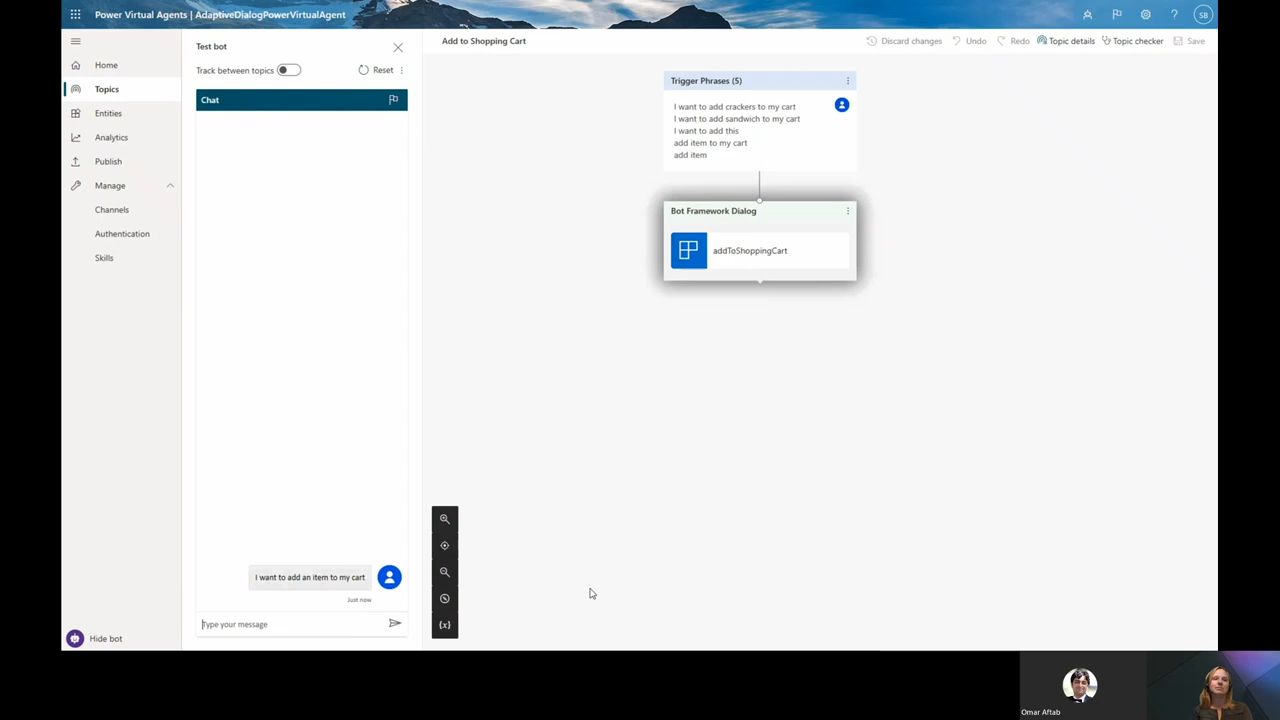 Power Virtual Agents | AdaptiveDialogPowerVirtualAgent
SB
Home
Topics
Entities
Analytics
Publish
Manage
Channels
Authentication
Skills
Hide bot
Test bot
Track between topics
Reset
Chat
I want to add an item to my cart
Just now
Type your message
Add to Shopping Cart
Discard changes
Undo
Redo
Topic details
Topic checker
Save
Trigger Phrases (5)
I want to add crackers to my cart
I want to add sandwich to my cart
I want to add this
add item to my cart
add item
Bot Framework Dialog
addToShoppingCart
{x}
Omar Aftab